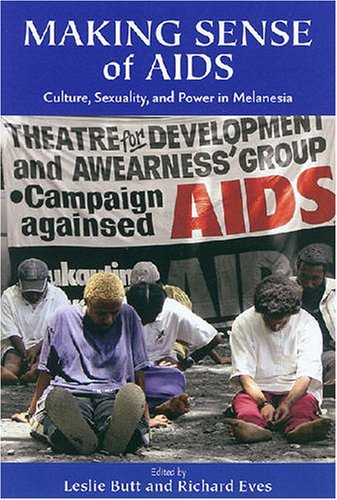 MAKING SENSE
of AIDS
Culture, Sexuality, and Power in Melanesia
THEATRE for DEVELOPMENT
and AWEARNESS' GROUP
•Campaign
againsed AIDS
AIDS
Edited by
Leslie Butt and Richard Eves